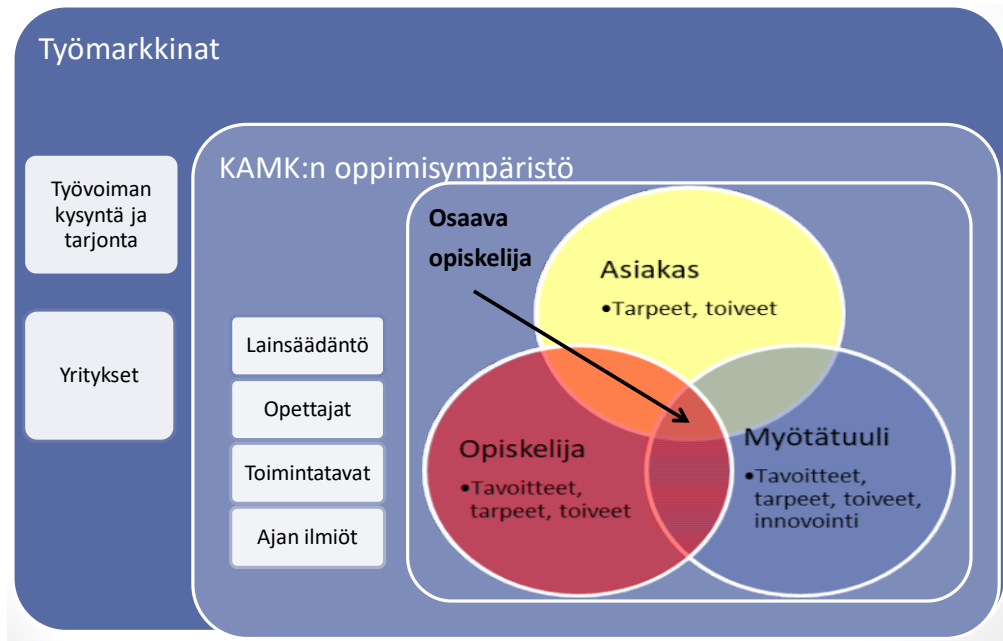 Työmarkkinat
Työvoiman
kysyntä ja
tarjonta
Yritykset
KAMK:n oppimisympäristö
Lainsäädäntö
Opettajat
Toimintatavat
Ajan ilmiöt
Osaava
opiskelija
Asiakas
•Tarpeet, toiveet
Opiskelija
•Tavoitteet,
tarpeet, toiveet
Myötätuuli
•Tavoitteet,
tarpeet, toiveet,
innovointi